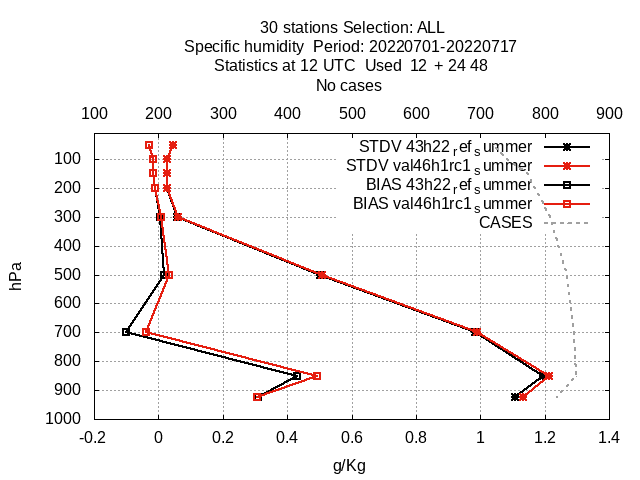 30 stations Selection: ALL
Specific humidity  Period: 20220701-20220717
Statistics at 12 UTC  Used  12  + 24 48
No cases
100 200 300 400 500 600 700 800 900
STDV 43h22_ref_summer
STDV val46h1rc1_summer
BIAS 43h22_ref_summer
BIAS val46h1rc1_summer
CASES
hPa
100
200
300
400
500
600
700
800
900
1000
-0.2 0 0.2 0.4 0.6 0.8 1 1.2 1.4
g/Kg